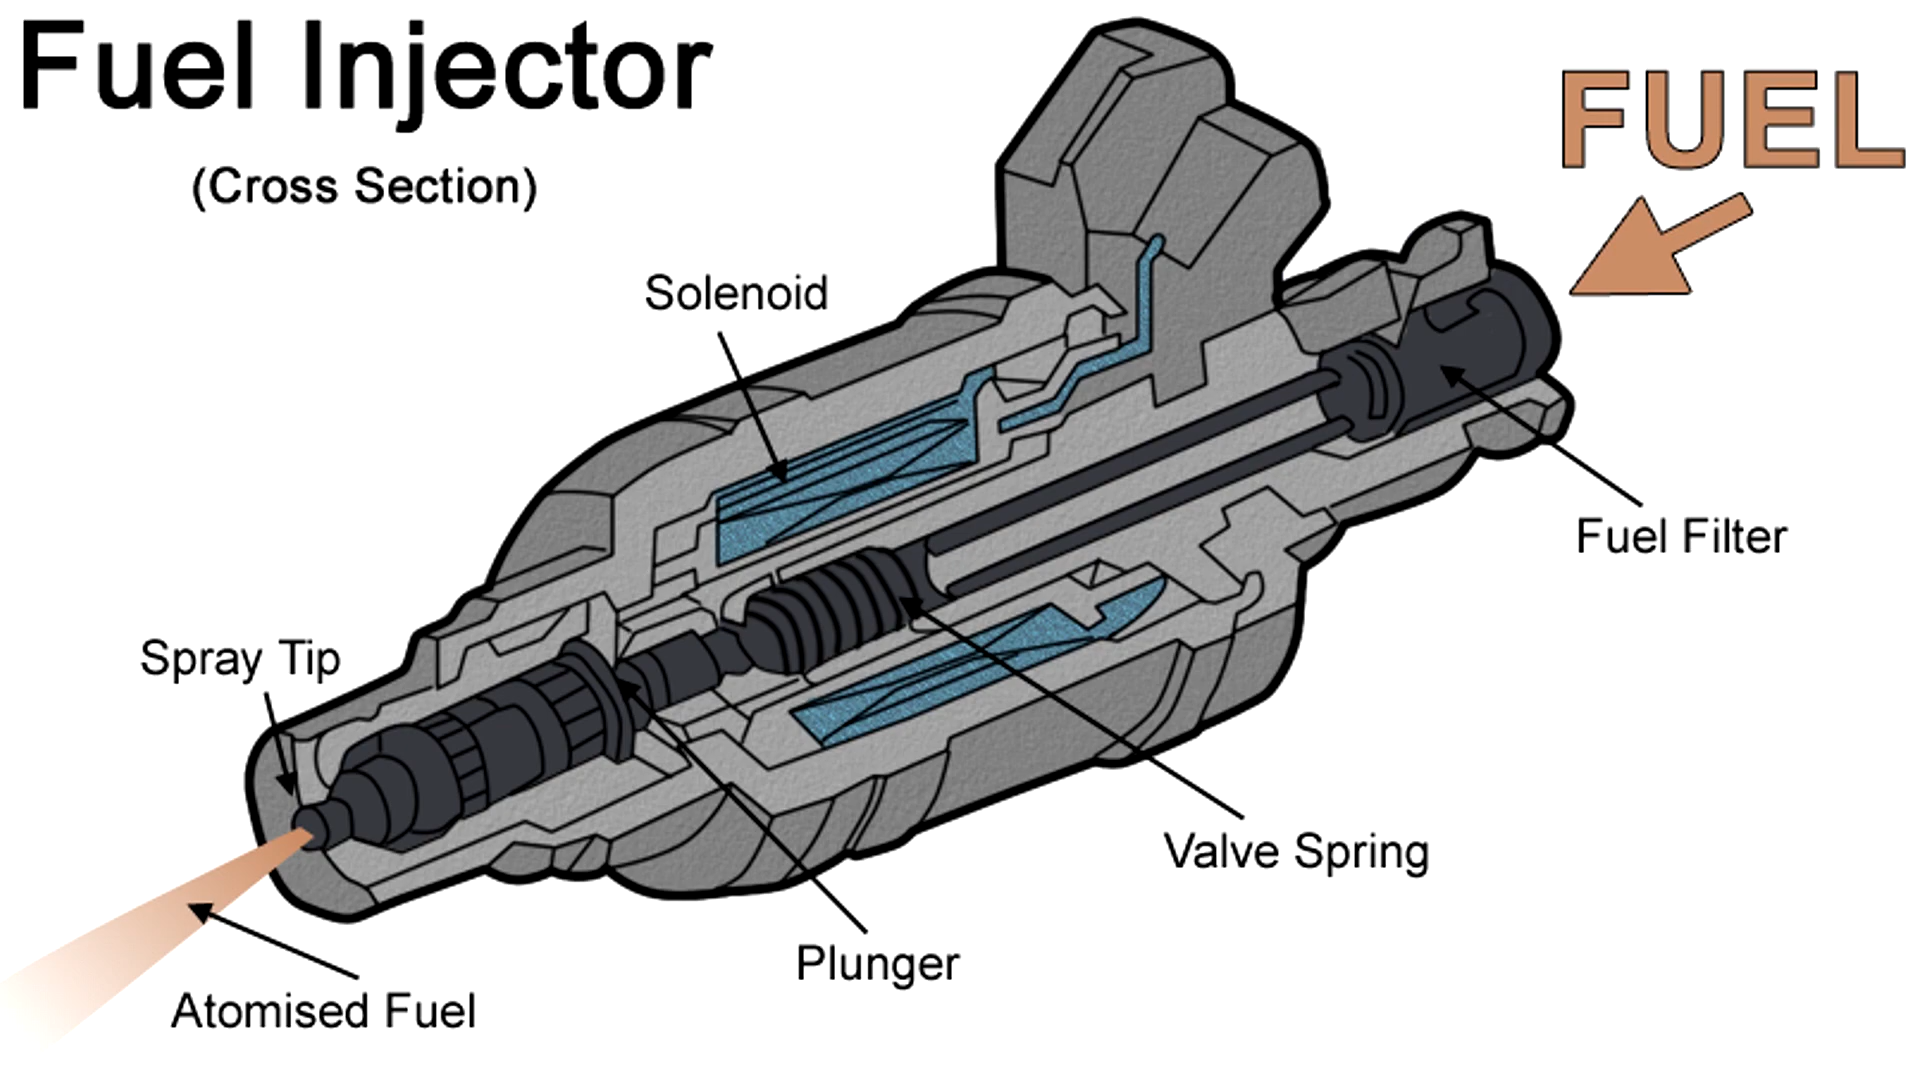 Fuel Injector
(Cross Section)
FUEL
Solenoid
Fuel Filter
Spray Tip
Valve Spring
Plunger
Atomised Fuel